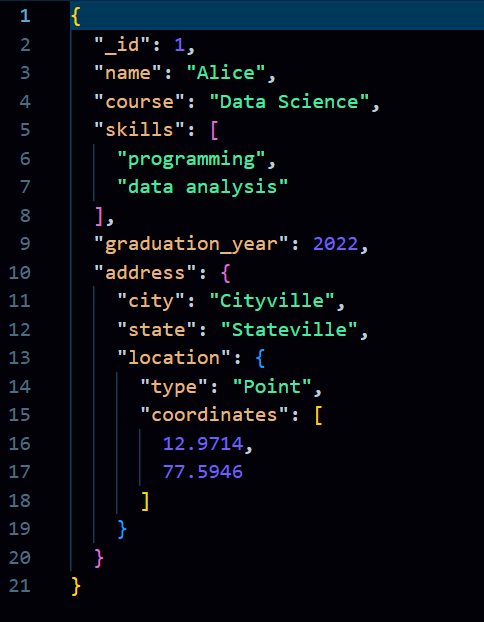 1 {
2   "_id": 1,
3   "name": "Alice",
4   "course": "Data Science",
5   "skills": [
6     "programming",
7     "data analysis"
8   ],
9   "graduation_year": 2022,
10   "address": {
11     "city": "Cityville",
12     "state": "Stateville",
13     "location": {
14       "type": "Point",
15       "coordinates": [
16         12.9714,
17         77.5946
18       ]
19     }
20   }
21 }